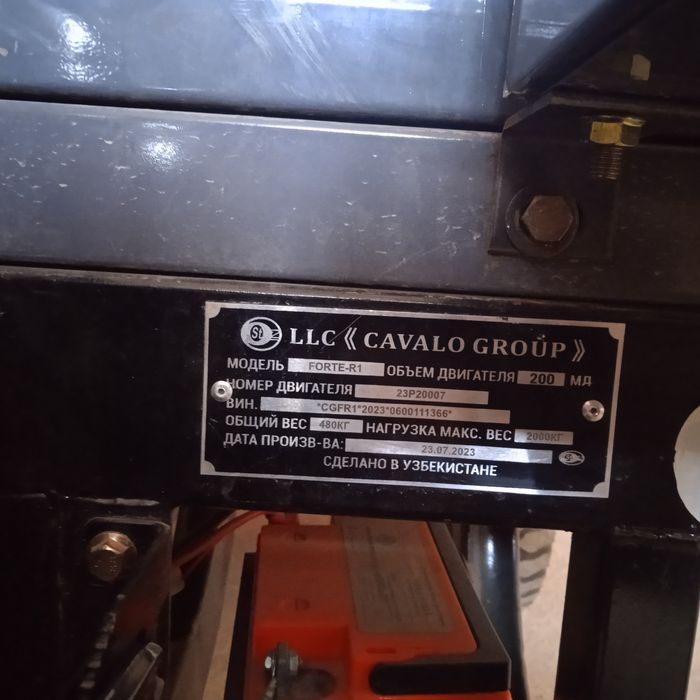 LLC《CAVALO GROUP》
МОДЕЛЬ FORTE-R1 ОБЪЕМ ДВИГАТЕЛЯ 200 МД
НОМЕР ДВИГАТЕЛЯ 23P20007
ВИН. *CGFR1*2023*0600111366*
ОБЩИЙ ВЕС 480КГ НАГРУЗКА МАКС. ВЕС 2000КГ
ДАТА ПРОИЗВ-ВА: 23.07.2023
СДЕЛАНО В УЗБЕКИСТАНЕ